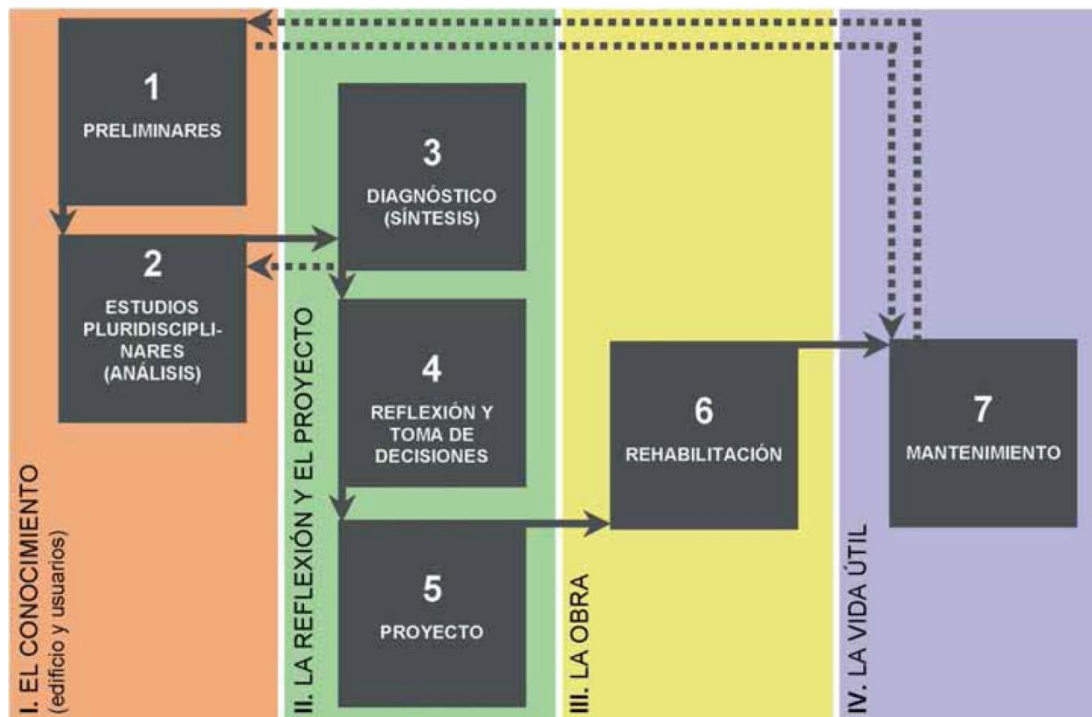 1
PRELIMINARES
2
ESTUDIOS
PLURIDISCIPLI-
NARES
(ANÁLISIS)
I. EL CONOCIMIENTO
(edificio y usuarios)
3
DIAGNÓSTICO
(SÍNTESIS)
4
REFLEXIÓN Y
TOMA DE
DECISIONES
5
PROYECTO
II. LA REFLEXIÓN Y EL PROYECTO
6
REHABILITACIÓN
III. LA OBRA
7
MANTENIMIENTO
IV. LA VIDA ÚTIL